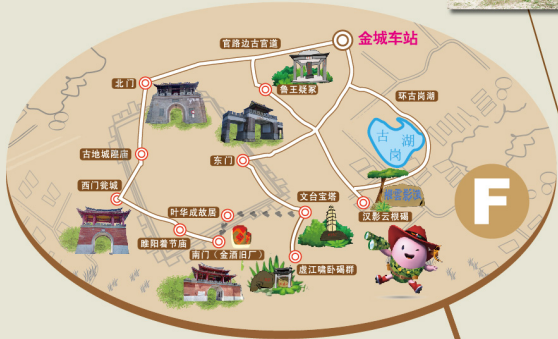 金城车站
官路边古官道
北门
鲁王疑冢
环古岗湖
古湖岗
古地城隍庙
东门
西门瓮城
叶华成故居
文台宝塔
汉影云根碣
睢阳着节庙
南门（金酒旧厂）
虚江啸卧碣群
F